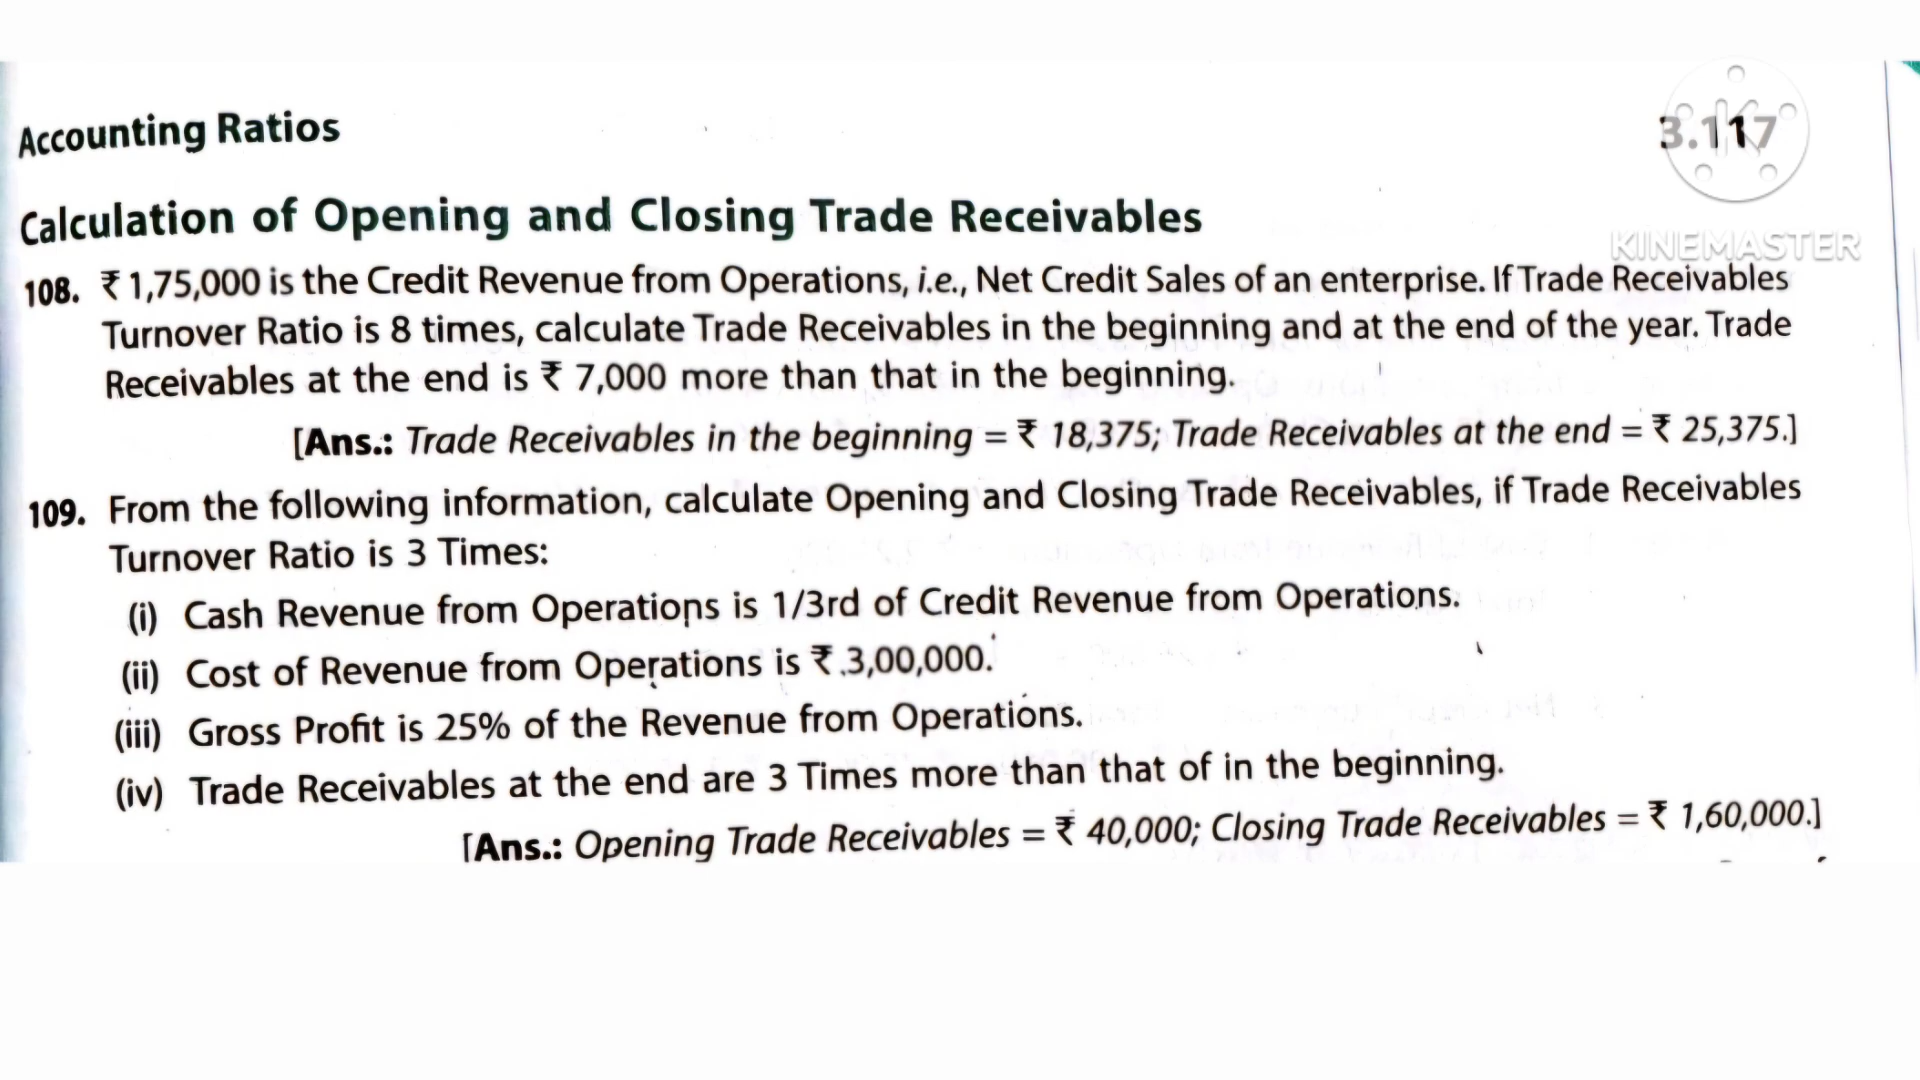 Accounting Ratios
3.117
KINEMASTER
Calculation of Opening and Closing Trade Receivables
108. ₹ 1,75,000 is the Credit Revenue from Operations, i.e., Net Credit Sales of an enterprise. If Trade Receivables
Turnover Ratio is 8 times, calculate Trade Receivables in the beginning and at the end of the year. Trade
Receivables at the end is ₹ 7,000 more than that in the beginning.
[Ans.: Trade Receivables in the beginning = ₹ 18,375; Trade Receivables at the end = ₹ 25,375.]
109. From the following information, calculate Opening and Closing Trade Receivables, if Trade Receivables
Turnover Ratio is 3 Times:
(i) Cash Revenue from Operations is 1/3rd of Credit Revenue from Operations.
(ii) Cost of Revenue from Operations is ₹ 3,00,000.
(iii) Gross Profit is 25% of the Revenue from Operations.
(iv) Trade Receivables at the end are 3 Times more than that of in the beginning.
[Ans.: Opening Trade Receivables = ₹ 40,000; Closing Trade Receivables = ₹ 1,60,000.]